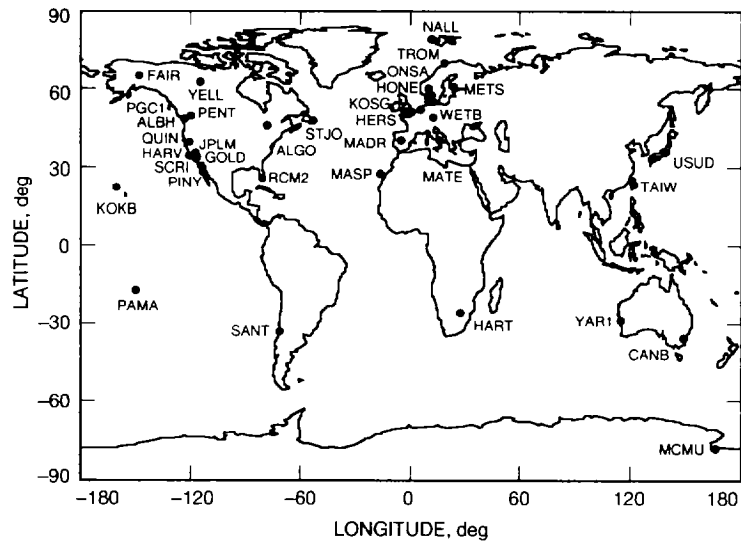 90
60
30
0
−30
−60
−90
LATITUDE, deg
NALL
TROM
ONSA
HONE
METS
KOSG
HERS
WETB
MADR
MASP
MATE
FAIR
YELL
PGC1
PENT
ALBH
QUIN
JPLM
HARV
GOLD
SCRI
PINY
STJO
ALGO
RCM2
KOKB
PAMA
SANT
HART
USUD
TAIW
YAR1
CANB
MCMU
−180
−120
−60
0
60
120
180
LONGITUDE, deg